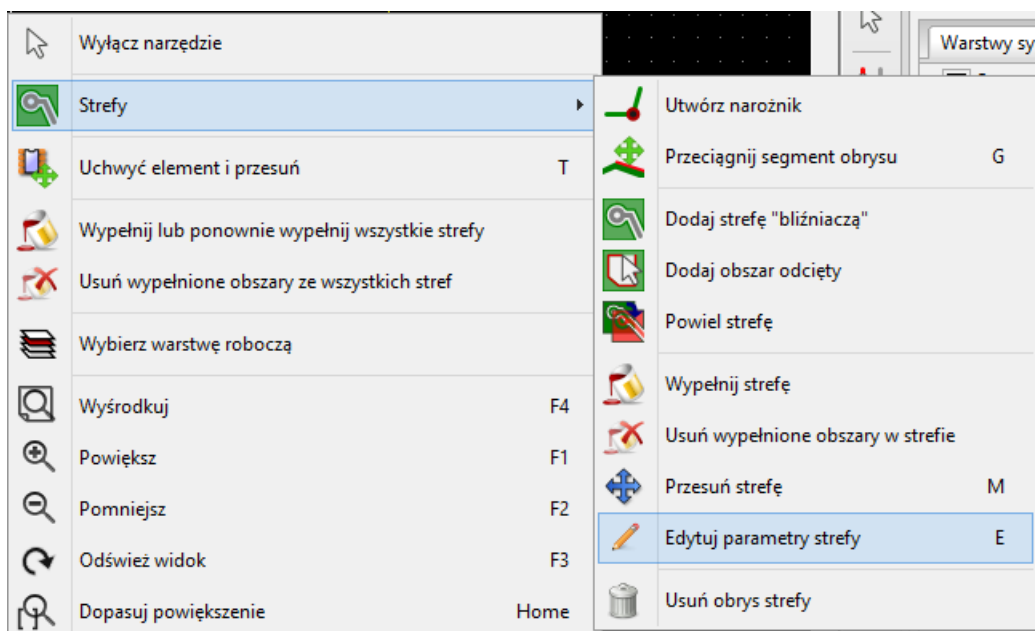 Wyłącz narzędzie
Strefy
Uchwyć element i przesuń T
Wypełnij lub ponownie wypełnij wszystkie strefy
Usuń wypełnione obszary ze wszystkich stref
Wybierz warstwę roboczą
Wyśrodkuj F4
Powiększ F1
Pomniejsz F2
Odśwież widok F3
Dopasuj powiększenie Home
Warstwy sy
Utwórz narożnik
Przeciągnij segment obrysu G
Dodaj strefę "bliźniaczą"
Dodaj obszar odcięty
Powiel strefę
Wypełnij strefę
Usuń wypełnione obszary w strefie
Przesuń strefę M
Edytuj parametry strefy E
Usuń obrys strefy